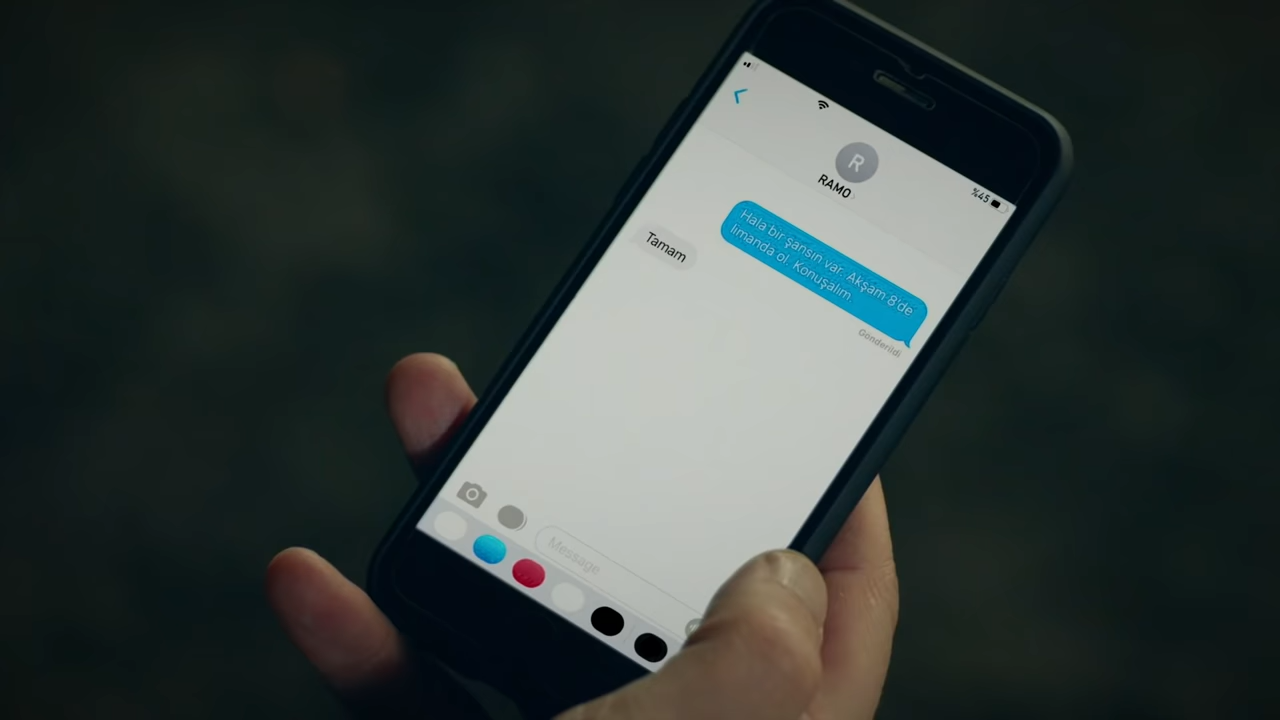 %45
R
RAMO
Hala bir şansın var. Akşam 8'de
limanda ol. Konuşalım.
Gönderildi
Tamam
Message